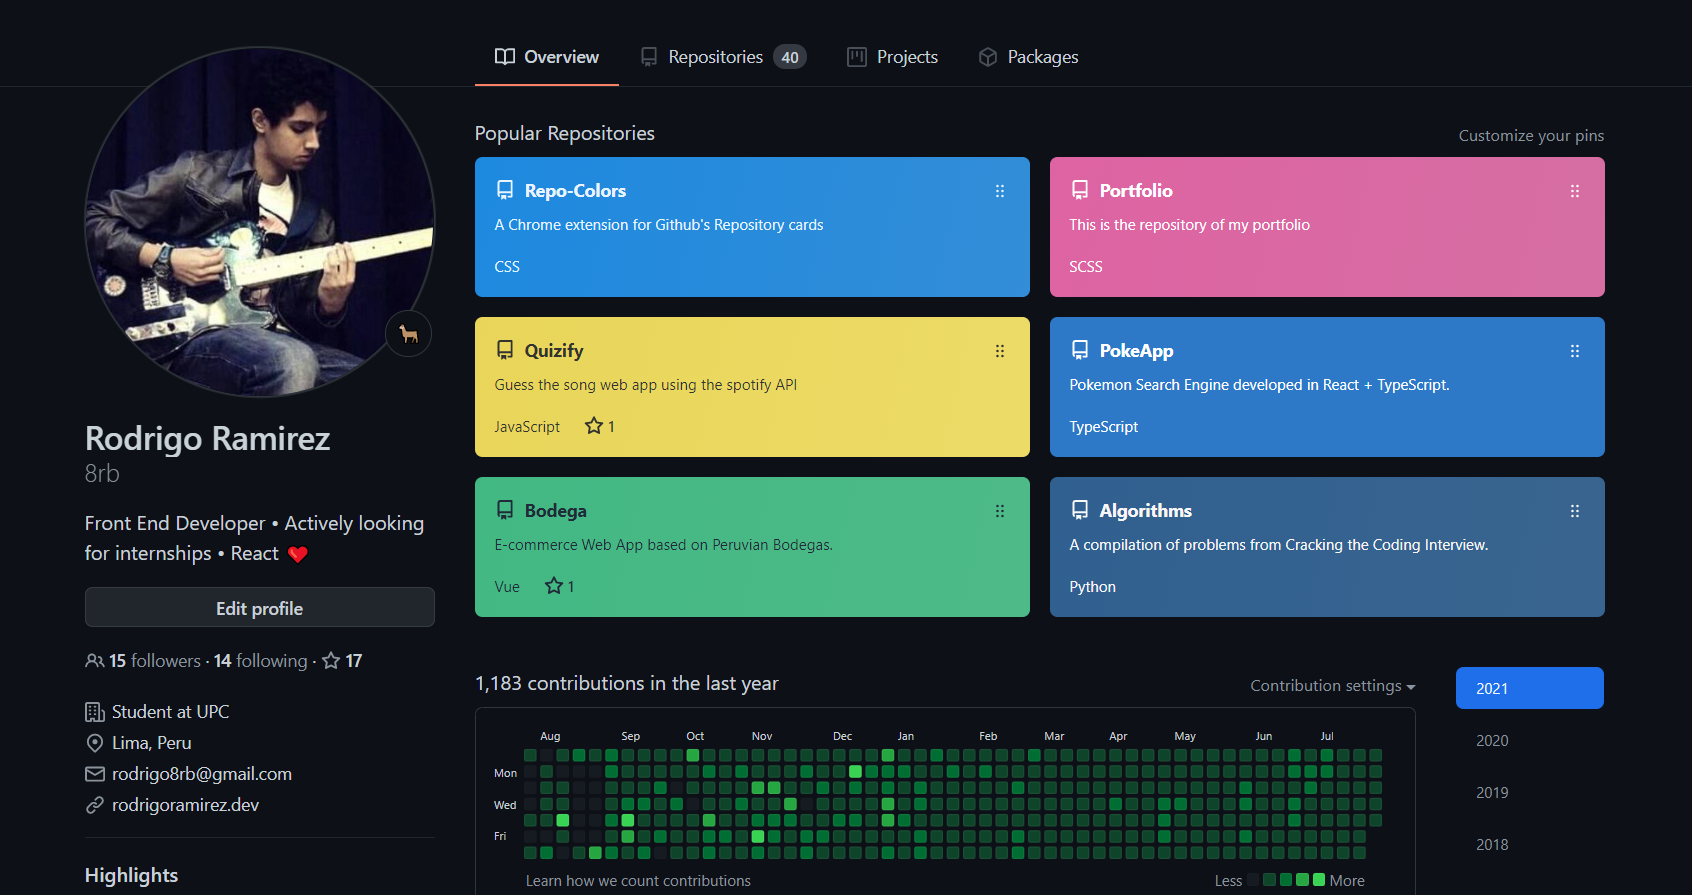 Overview
Repositories 40
Projects
Packages
Rodrigo Ramirez
8rb
Front End Developer • Actively looking
for internships • React ❤️
Edit profile
15 followers · 14 following · 17
Student at UPC
Lima, Peru
rodrigo8rb@gmail.com
rodrigoramirez.dev
Highlights
Popular Repositories
Customize your pins
Repo-Colors
A Chrome extension for Github's Repository cards
CSS
Portfolio
This is the repository of my portfolio
SCSS
Quizify
Guess the song web app using the spotify API
JavaScript 1
PokeApp
Pokemon Search Engine developed in React + TypeScript.
TypeScript
Bodega
E-commerce Web App based on Peruvian Bodegas.
Vue 1
Algorithms
A compilation of problems from Cracking the Coding Interview.
Python
1,183 contributions in the last year
Contribution settings
Aug Sep Oct Nov Dec Jan Feb Mar Apr May Jun Jul
Mon
Wed
Fri
Learn how we count contributions
Less More
2021
2020
2019
2018